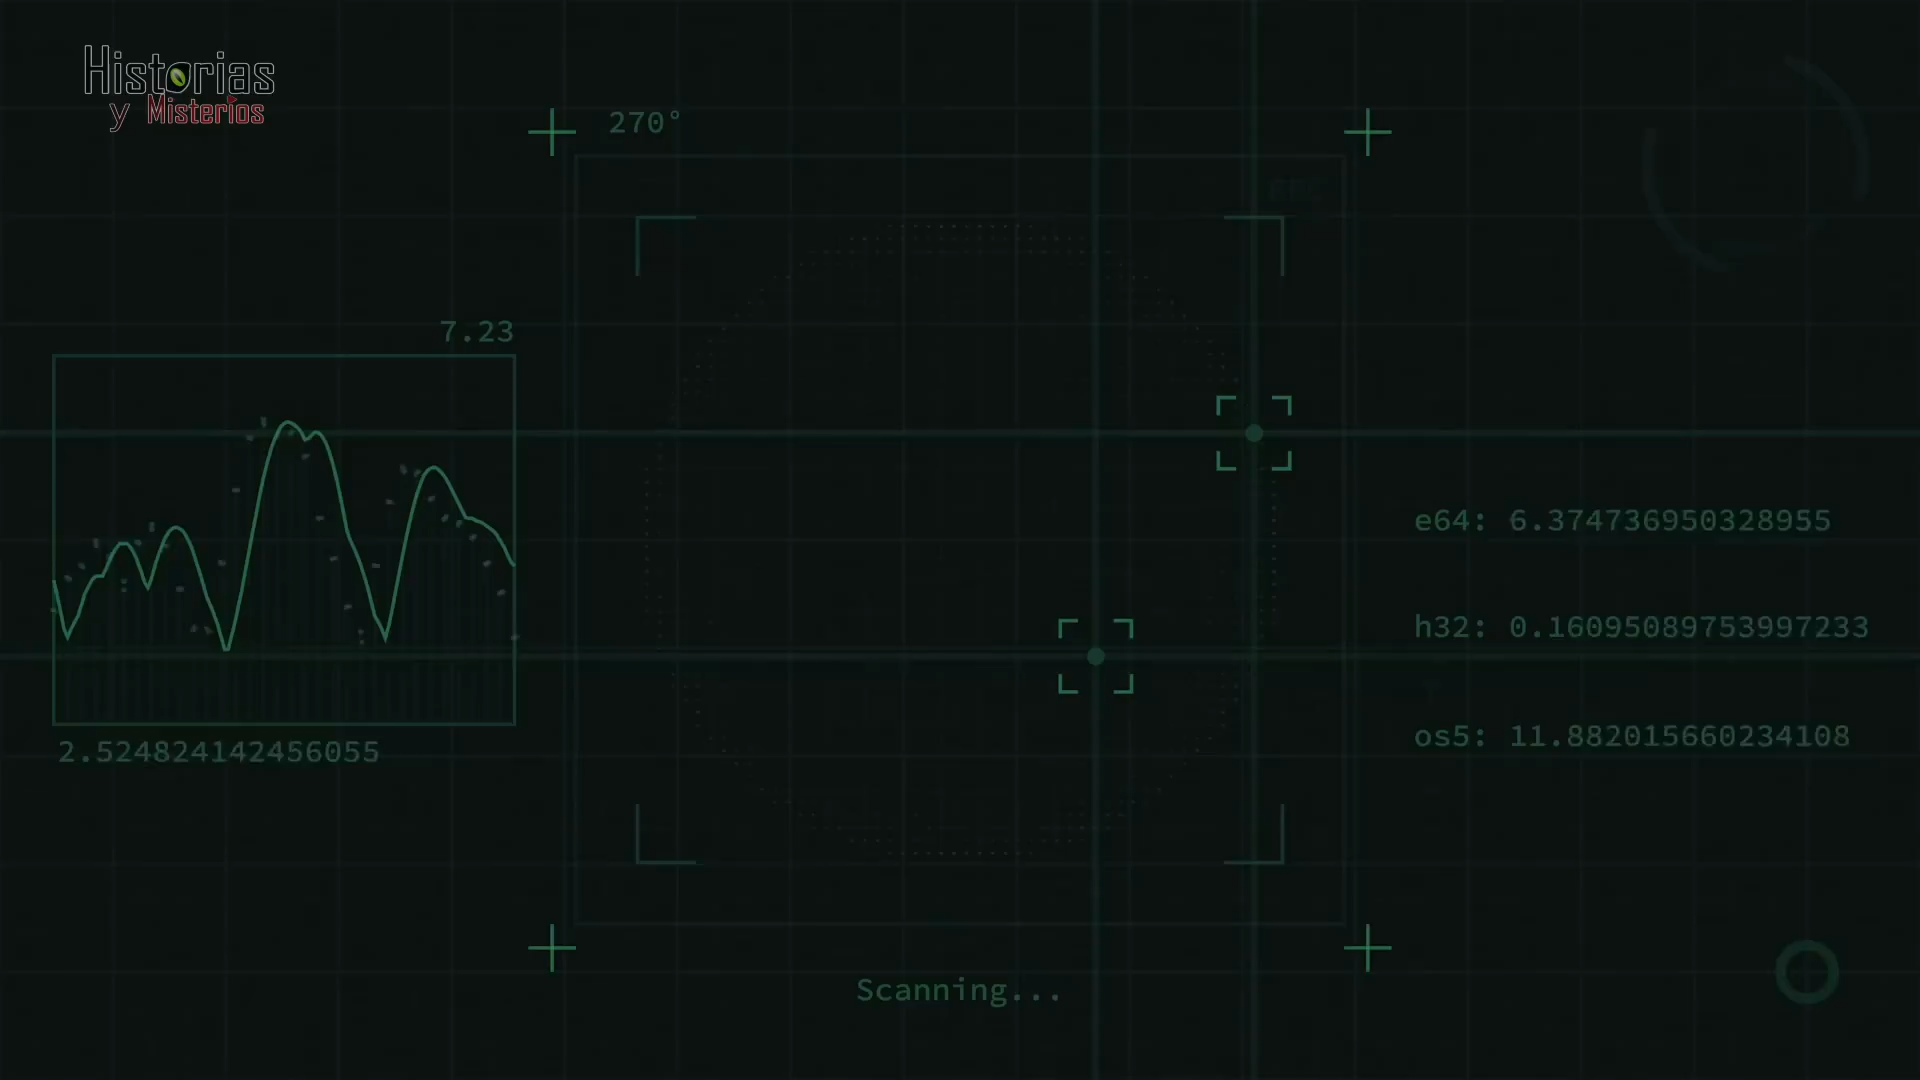 Historias
y Misterios
270°
7.23
e64: 6.374736950328955
h32: 0.16095089753997233
os5: 11.882015660234108
2.524824142456055
Scanning...